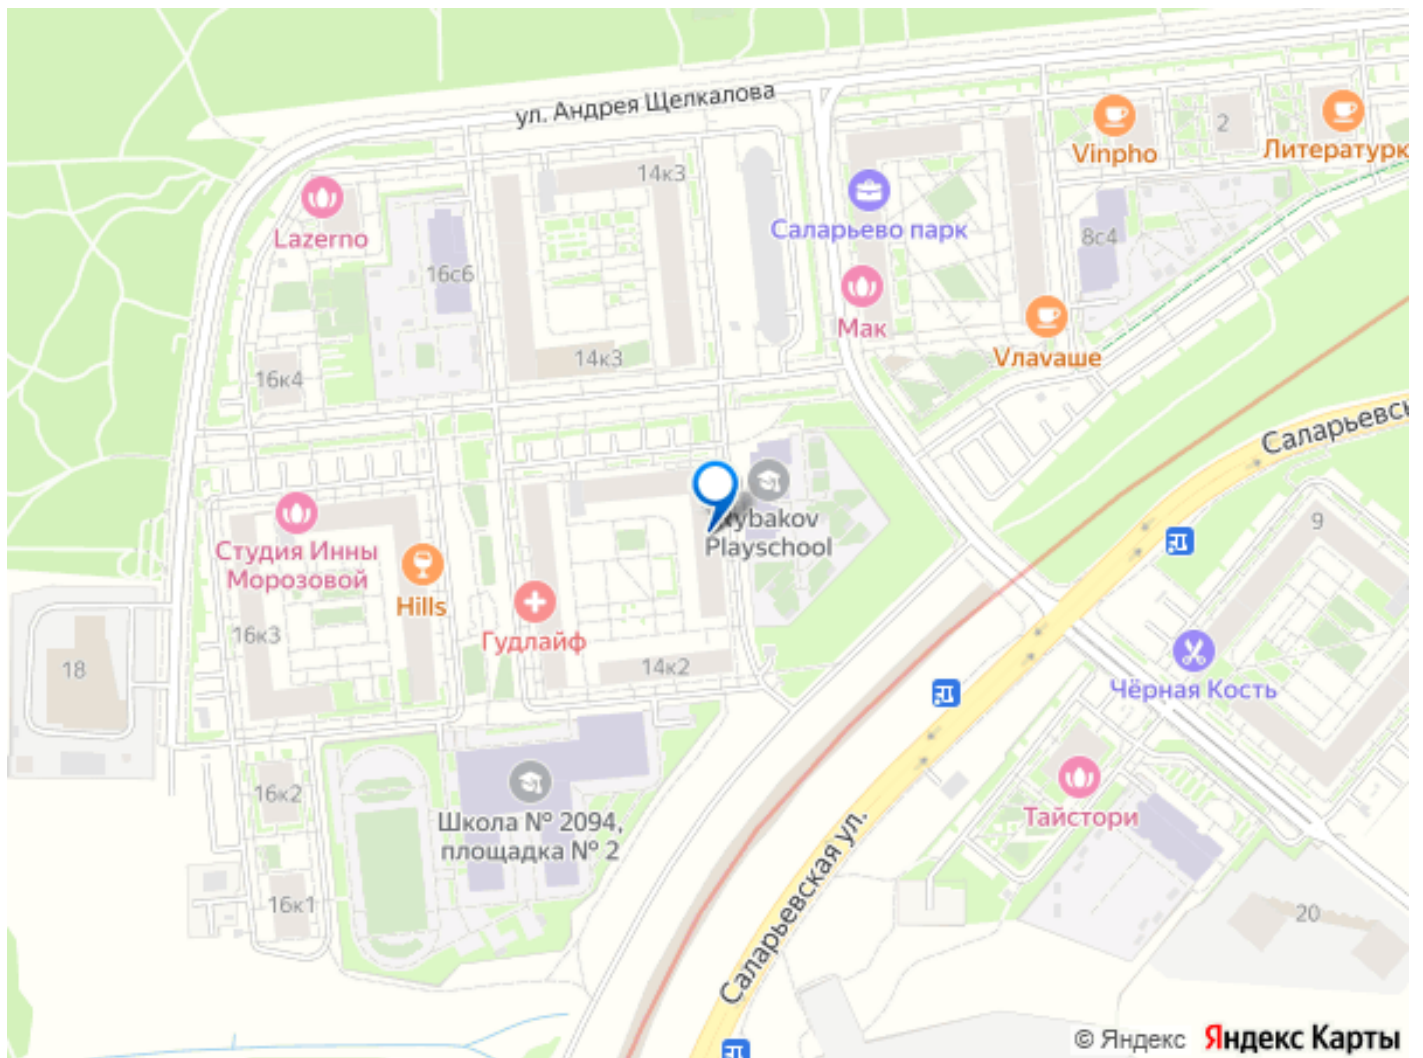 ул. Андрея Щелкалова
Vinpho
2
Литературк
14к3
Lazerno
Саларьево парк
8с4
16с6
Мак
Vлаваше
14к3
16к4
Саларьевск
Rybakov
Playschool
9
Студия Инны
Морозовой
Hills
Гудлайф
16к3
18
14к2
Чёрная Кость
16к2
Школа № 2094,
площадка № 2
Тайстори
16к1
20
Саларьевская ул.
© Яндекс Яндекс Карты